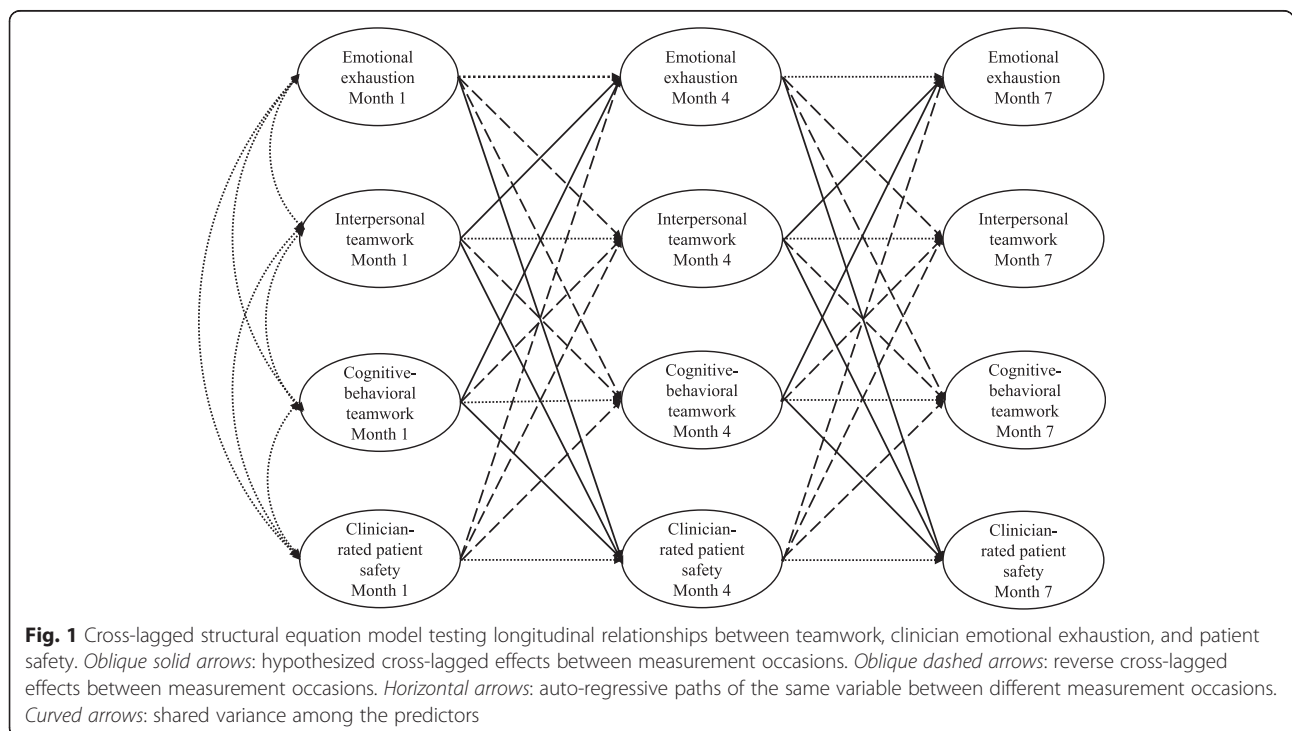 Emotional
exhaustion
Month 1
Emotional
exhaustion
Month 4
Emotional
exhaustion
Month 7
Interpersonal
teamwork
Month 1
Interpersonal
teamwork
Month 4
Interpersonal
teamwork
Month 7
Cognitive-
behavioral
teamwork
Month 1
Cognitive-
behavioral
teamwork
Month 4
Cognitive-
behavioral
teamwork
Month 7
Clinician-
rated patient
safety
Month 1
Clinician-
rated patient
safety
Month 4
Clinician-
rated patient
safety
Month 7
Fig. 1 Cross-lagged structural equation model testing longitudinal relationships between teamwork, clinician emotional exhaustion, and patient
safety. Oblique solid arrows: hypothesized cross-lagged effects between measurement occasions. Oblique dashed arrows: reverse cross-lagged
effects between measurement occasions. Horizontal arrows: auto-regressive paths of the same variable between different measurement occasions.
Curved arrows: shared variance among the predictors